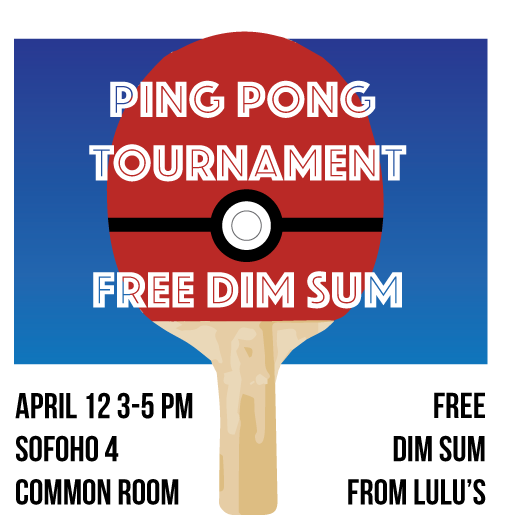 PING PONG
TOURNAMENT
FREE DIM SUM
APRIL 12 3-5 PM
SOFOHO 4
COMMON ROOM
FREE
DIM SUM
FROM LULU'S